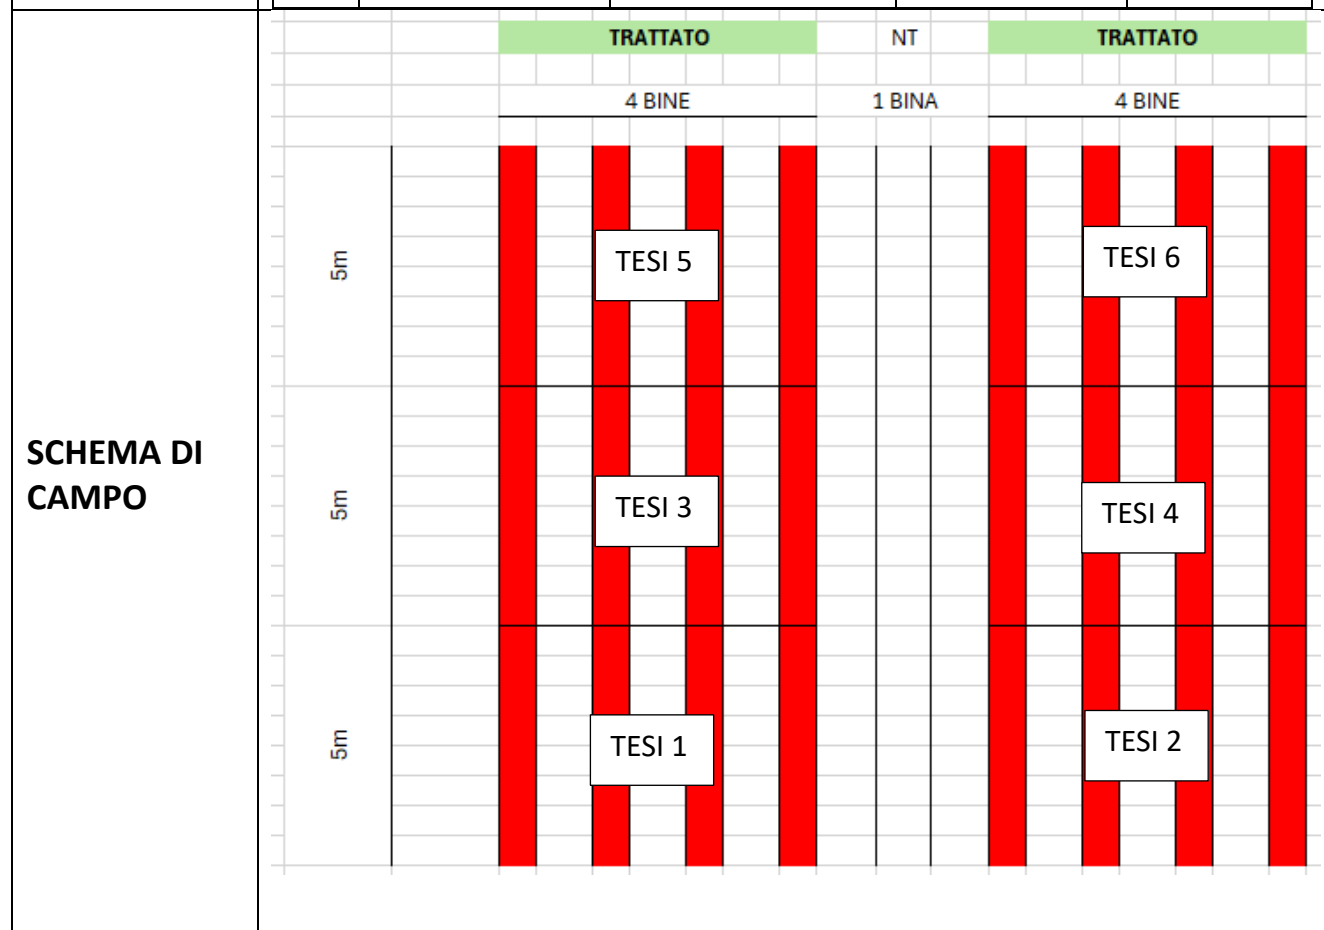 TRATTATO NT TRATTATO
4 BINE 1 BINA 4 BINE
5m TESI 5 TESI 6
SCHEMA DI
CAMPO
5m TESI 3 TESI 4
5m TESI 1 TESI 2